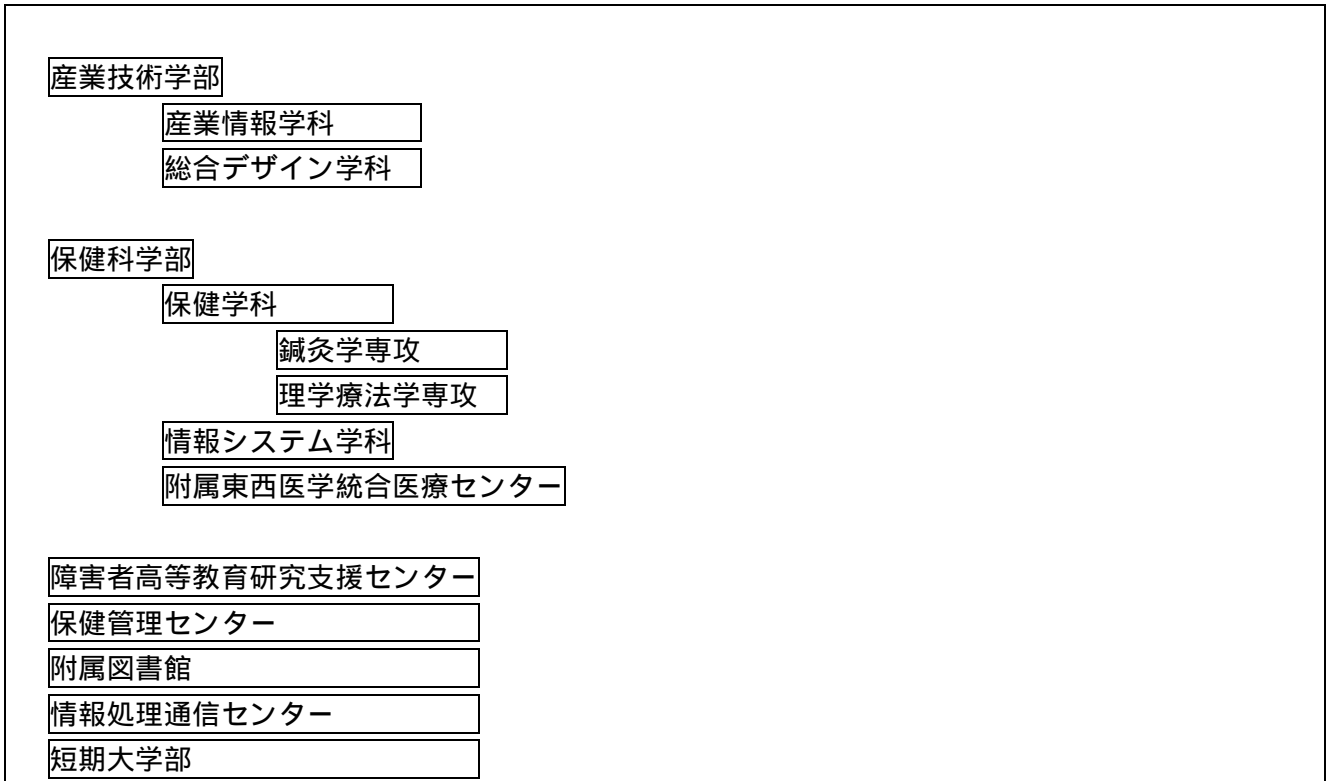 産業技術学部
産業情報学科
総合デザイン学科
保健科学部
保健学科
鍼灸学専攻
理学療法学専攻
情報システム学科
附属東西医学統合医療センター
障害者高等教育研究支援センター
保健管理センター
附属図書館
情報処理通信センター
短期大学部